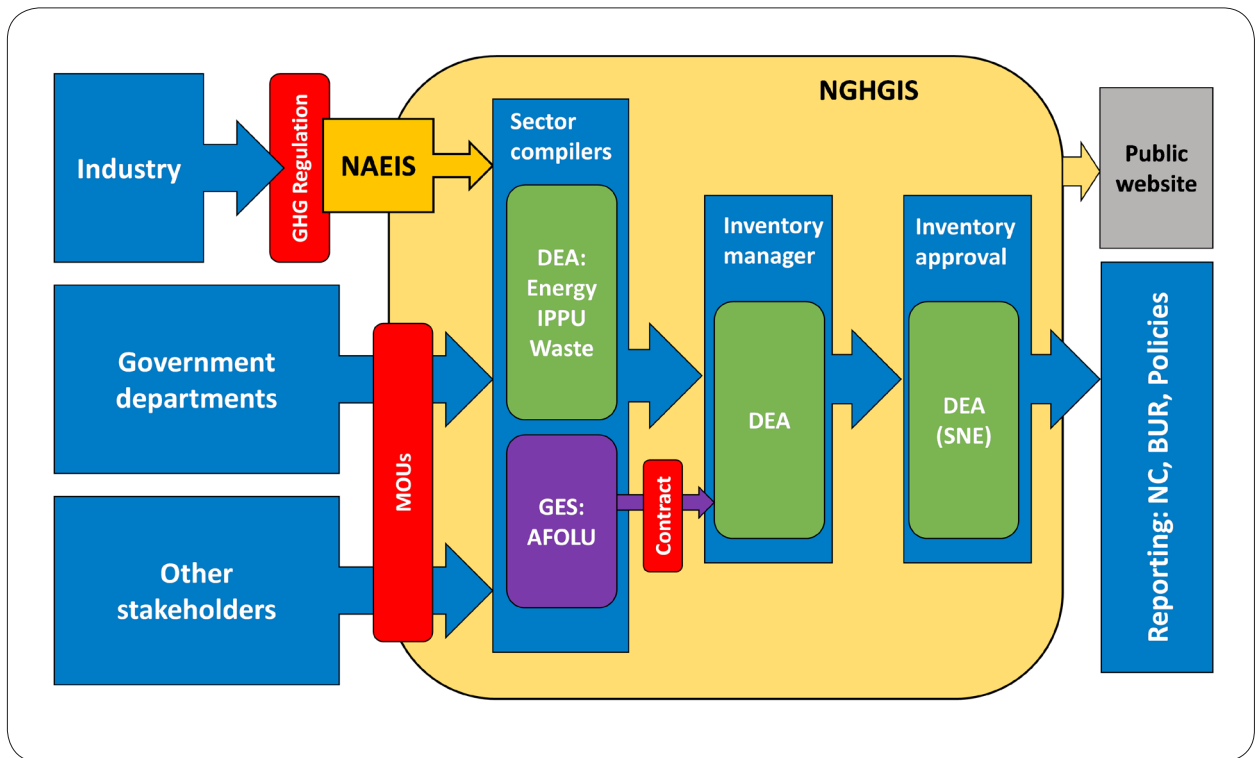 NGHGIS
Industry
GHG Regulation
NAEIS
Sector
compilers
DEA:
Energy
IPPU
Waste
GES:
AFOLU
Government
departments
Other
stakeholders
MOUs
Contract
Inventory
manager
DEA
Inventory
approval
DEA
(SNE)
Public
website
Reporting: NC, BUR, Policies